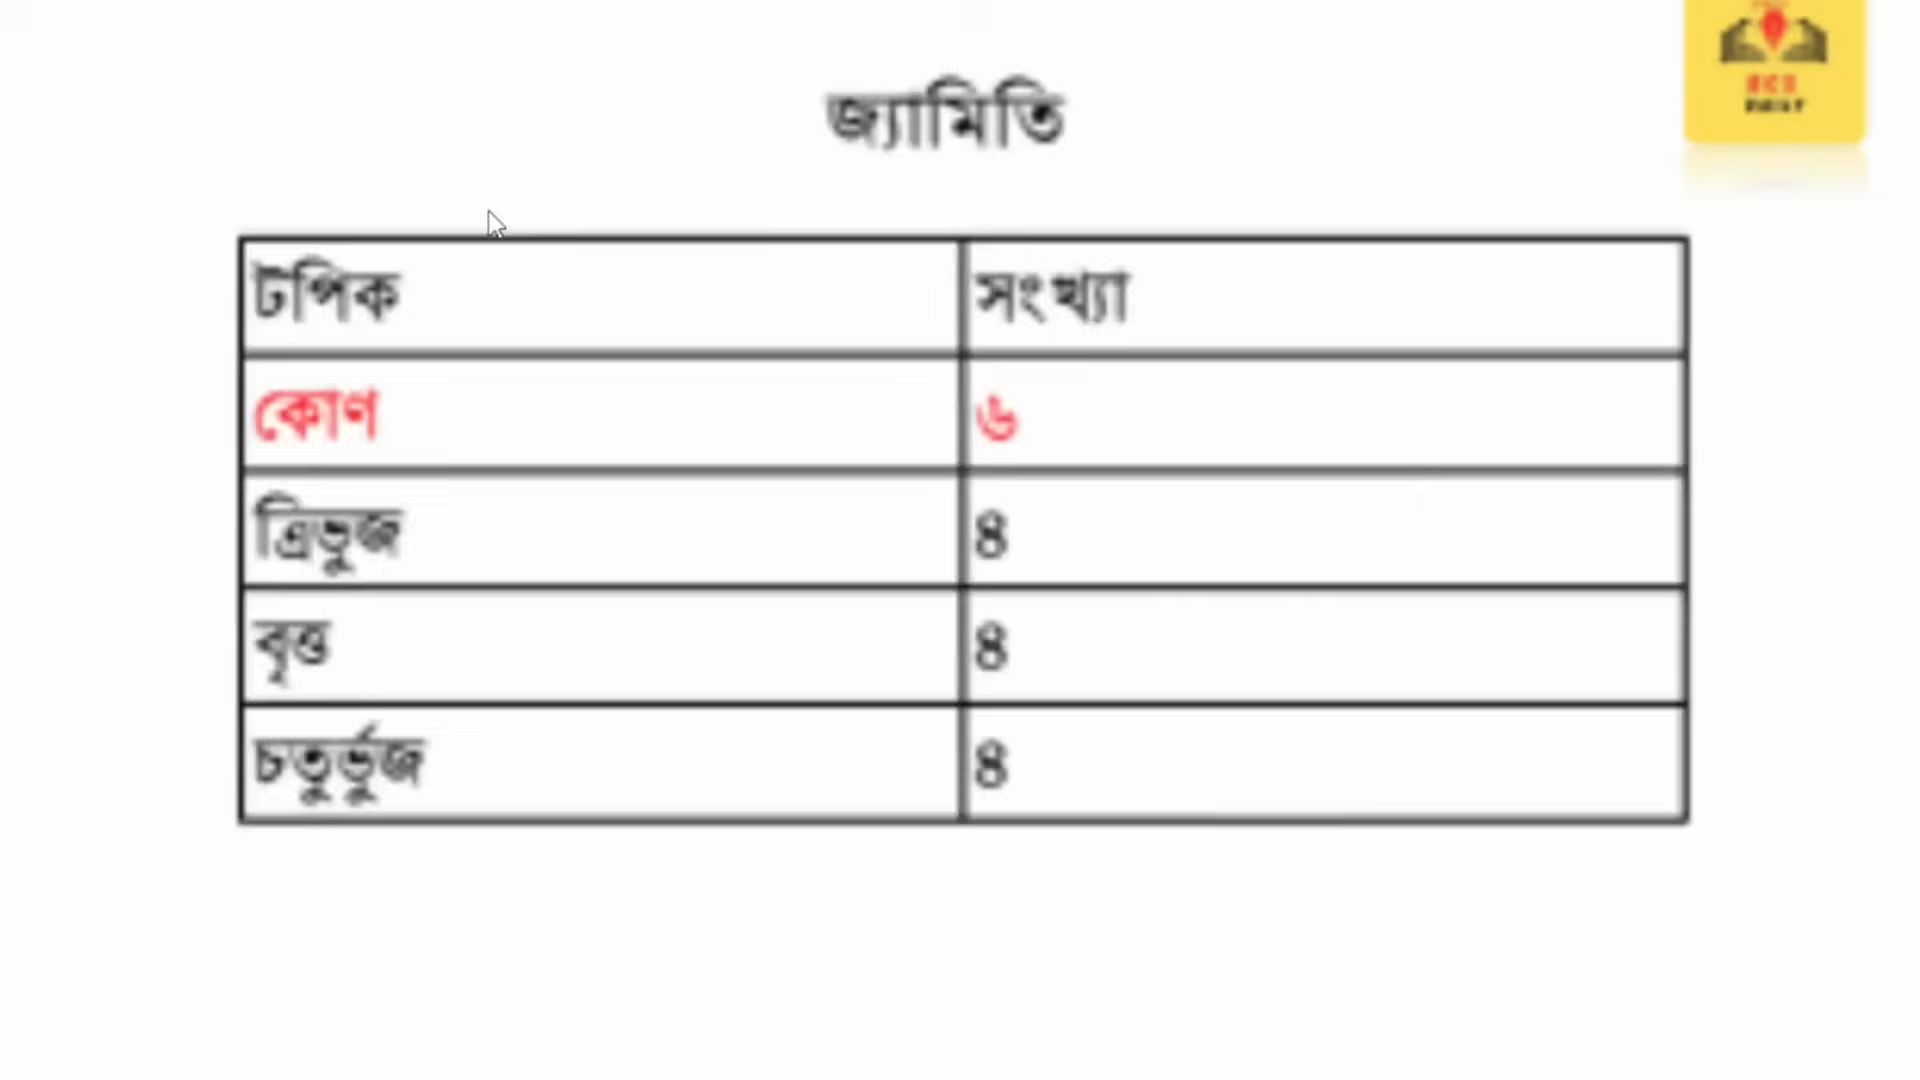 জ্যামিতি
টপিক সংখ্যা
কোণ ৬
ত্রিভুজ ৪
বৃত্ত ৪
চতুর্ভুজ ৪